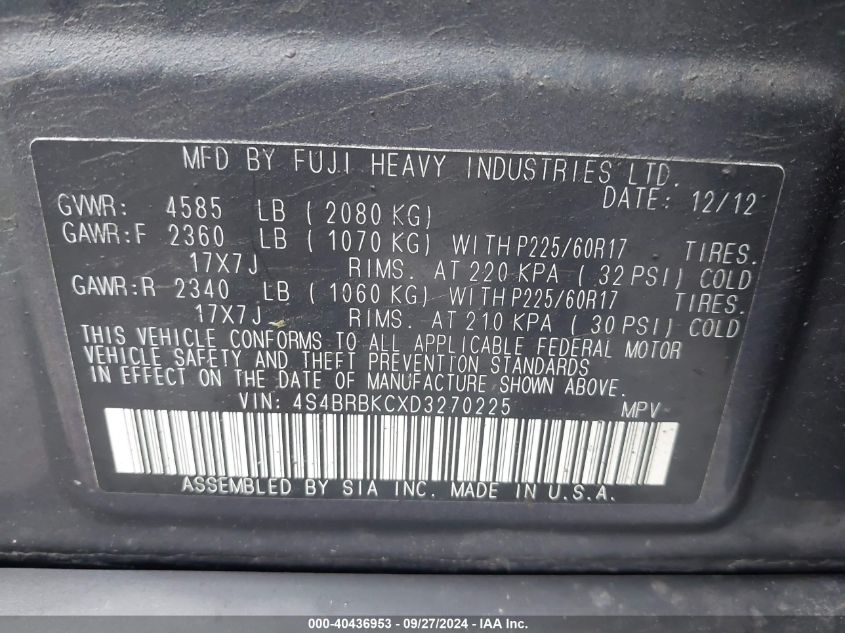 MFD BY FUJI HEAVY INDUSTRIES LTD.
DATE: 12/12
GVWR: 4585 LB ( 2080 KG)
GAWR:F 2360 LB ( 1070 KG) WITH P225/60R17 TIRES.
17X7J RIMS. AT 220 KPA ( 32 PSI) COLD
GAWR:R 2340 LB ( 1060 KG) WITH P225/60R17 TIRES.
17X7J RIMS. AT 210 KPA ( 30 PSI) COLD
THIS VEHICLE CONFORMS TO ALL APPLICABLE FEDERAL MOTOR
VEHICLE SAFETY AND THEFT PREVENTION STANDARDS
IN EFFECT ON THE DATE OF MANUFACTURE SHOWN ABOVE.
VIN: 4S4BRBKCXD3270225 MPV
ASSEMBLED BY SIA INC. MADE IN U.S.A.
000-40436953 - 09/27/2024 - IAAI.COM